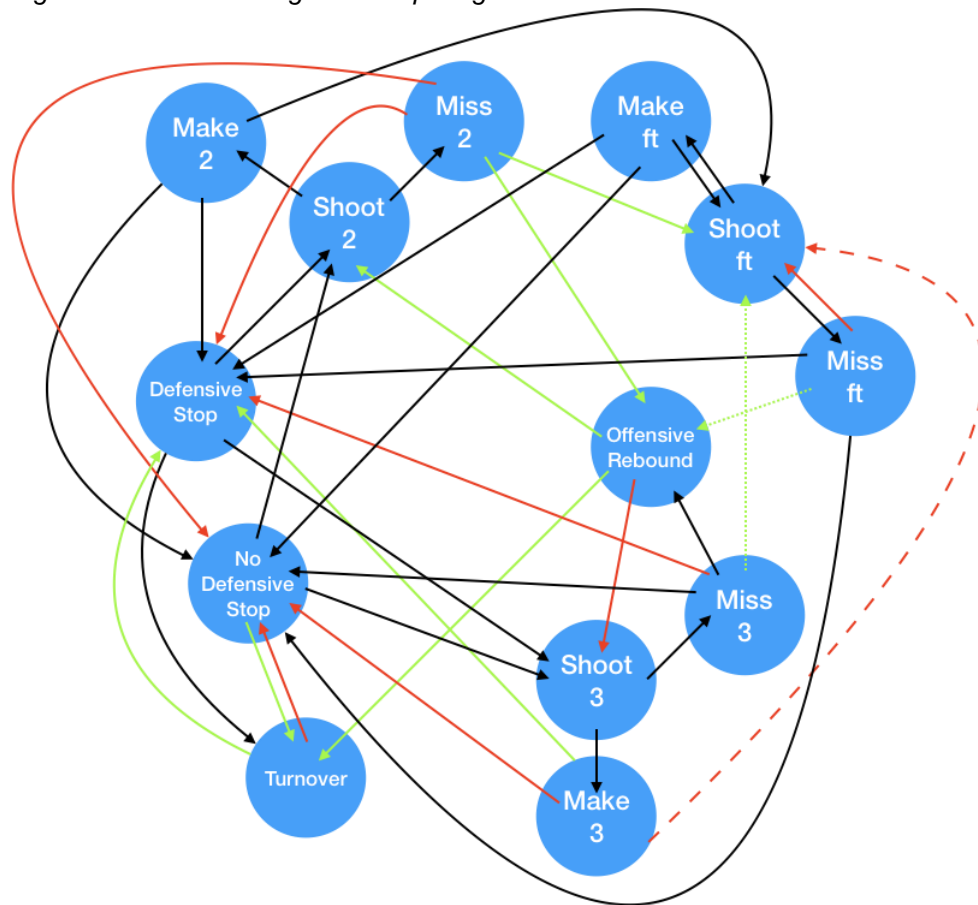 Make
2
Miss
2
Make
ft
Shoot
2
Shoot
ft
Miss
ft
Defensive
Stop
Offensive
Rebound
No
Defensive
Stop
Miss
3
Shoot
3
Turnover
Make
3